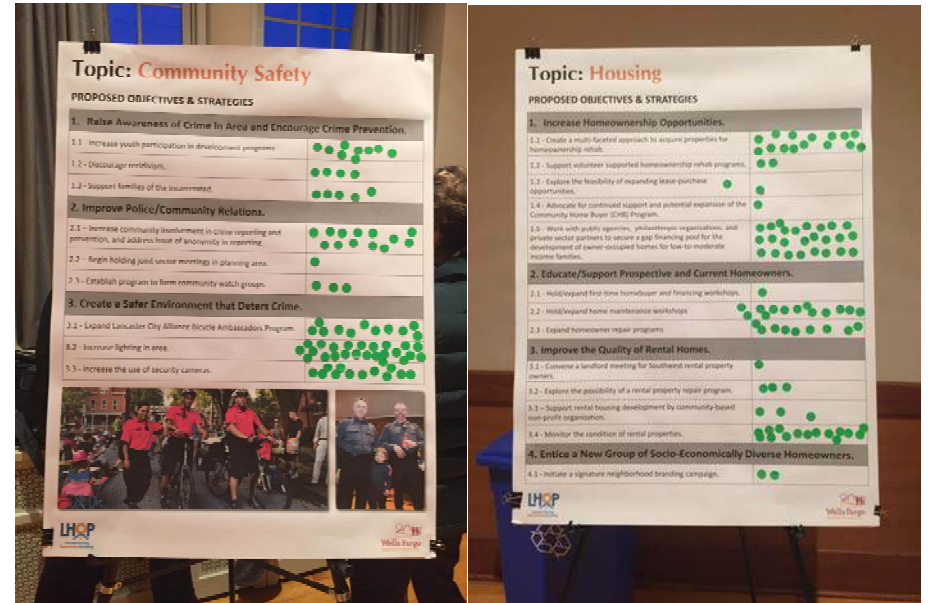 Topic: Community Safety
PROPOSED OBJECTIVES & STRATEGIES
1. Raise Awareness of Crime in Area and Encourage Crime Prevention.
1.1 - Increase youth participation in development programs
1.2 - Discourage recidivism.
1.3 - Support families of the incarcerated.
2. Improve Police/Community Relations.
2.1 – Increase community involvement in crime reporting and
prevention, and address issue of anonymity in reporting.
2.2 – Begin holding joint sector meetings in planning area.
2.3 - Establish program to form community watch groups.
3. Create a Safer Environment that Deters Crime.
3.1 - Expand Lancaster City Alliance Bicycle Ambassadors Program
3.2 - Increase lighting in area.
3.3 - Increase the use of security cameras.
LHOP
Wells Fargo
Topic: Housing
PROPOSED OBJECTIVES & STRATEGIES
1. Increase Homeownership Opportunities.
1.1 - Create a multi-faceted approach to acquire properties for
homeownership rehab.
1.2 - Support volunteer supported homeownership rehab programs.
1.3 - Explore the feasibility of expanding lease-purchase
opportunities.
1.4 - Advocate for continued support and potential expansion of the
Community Home Buyer (CHB) Program.
1.5 - Work with public agencies, philanthropic organizations, and
private sector partners to secure a gap financing pool for the
development of owner-occupied homes for low-to-moderate
income families.
2. Educate/Support Prospective and Current Homeowners.
2.1 - Hold/expand first-time homebuyer and financing workshops.
2.2 - Hold/expand home maintenance workshops
2.3 - Expand homeowner repair programs
3. Improve the Quality of Rental Homes.
3.1 - Convene a landlord meeting for Southwest rental property
owners.
3.2 - Explore the possibility of a rental property repair program.
3.3 – Support rental housing development by community-based
non-profit organization.
3.4 - Monitor the condition of rental properties.
4. Entice a New Group of Socio-Economically Diverse Homeowners.
4.1 - Initiate a signature neighborhood branding campaign.
LHOP
Wells Fargo